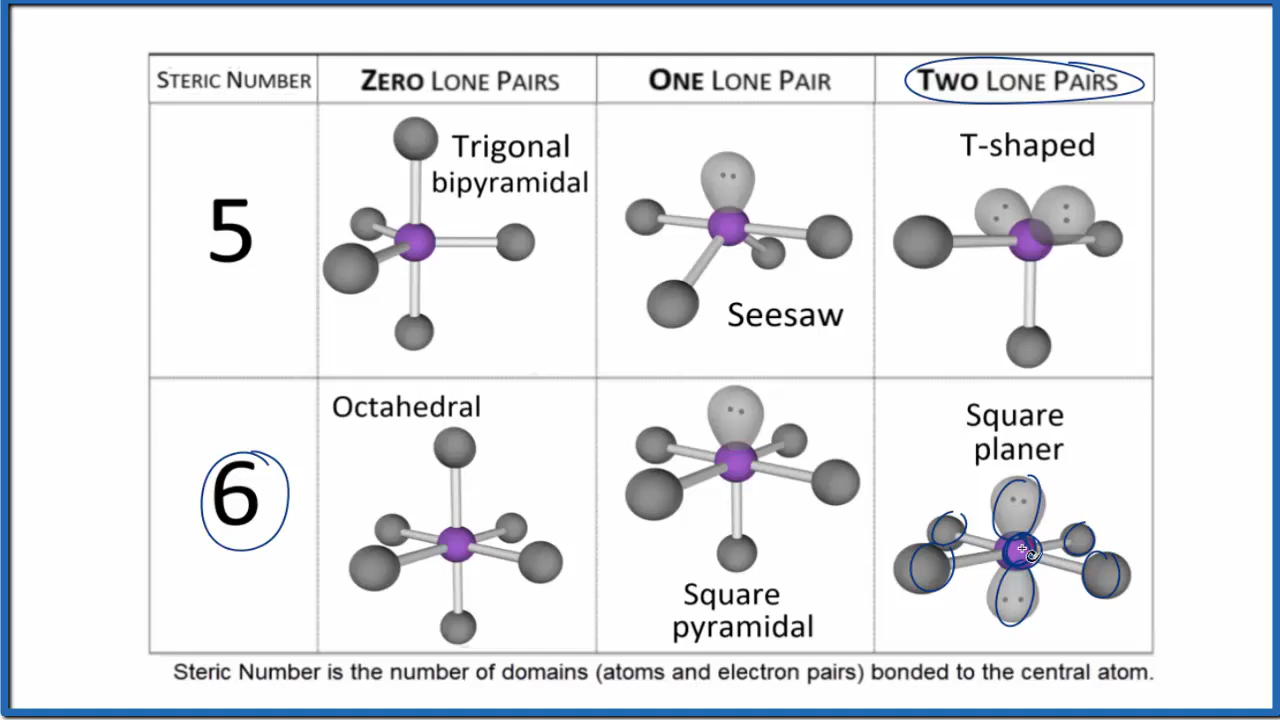 STERIC NUMBER
ZERO LONE PAIRS
ONE LONE PAIR
TWO LONE PAIRS
5
Trigonal
bipyramidal
Seesaw
T-shaped
6
Octahedral
Square
pyramidal
Square
planer
Steric Number is the number of domains (atoms and electron pairs) bonded to the central atom.